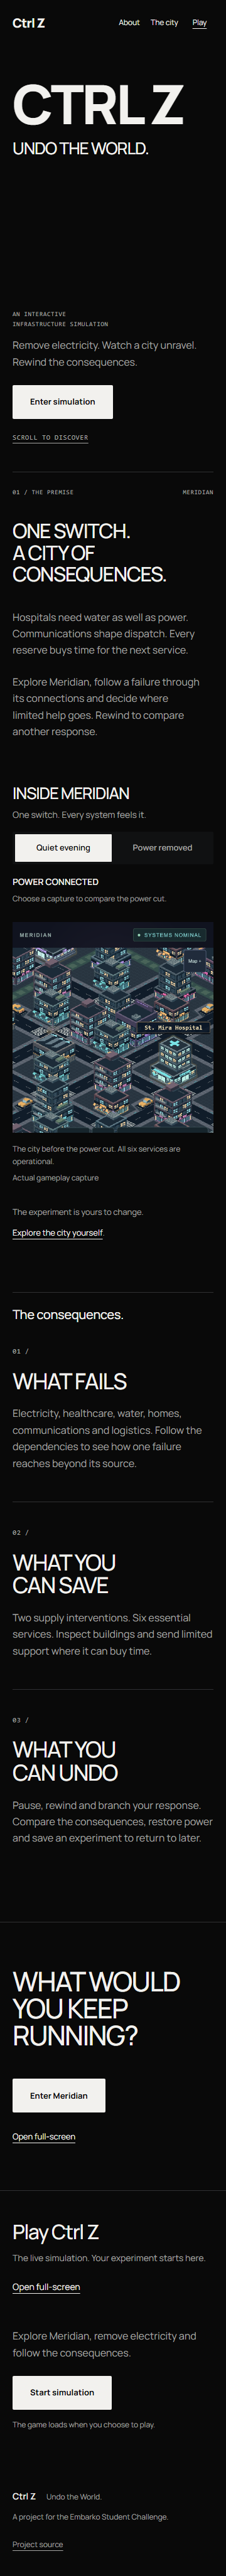 Ctrl Z
About The city Play
CTRL Z
UNDO THE WORLD.
AN INTERACTIVE
INFRASTRUCTURE SIMULATION
Remove electricity. Watch a city unravel.
Rewind the consequences.
Enter simulation
SCROLL TO DISCOVER
01 / THE PREMISE MERIDIAN
ONE SWITCH.
A CITY OF
CONSEQUENCES.
Hospitals need water as well as power.
Communications shape dispatch. Every
reserve buys time for the next service.
Explore Meridian, follow a failure through
its connections and decide where
limited help goes. Rewind to compare
another response.
INSIDE MERIDIAN
One switch. Every system feels it.
Quiet evening Power removed
POWER CONNECTED
Choose a capture to compare the power cut.
MERIDIAN SYSTEMS NOMINAL
Map
St. Mira Hospital
The city before the power cut. All six services are
operational.
Actual gameplay capture
The experiment is yours to change.
Explore the city yourself.
The consequences.
01 /
WHAT FAILS
Electricity, healthcare, water, homes,
communications and logistics. Follow the
dependencies to see how one failure
reaches beyond its source.
02 /
WHAT YOU
CAN SAVE
Two supply interventions. Six essential
services. Inspect buildings and send limited
support where it can buy time.
03 /
WHAT YOU
CAN UNDO
Pause, rewind and branch your response.
Compare the consequences, restore power
and save an experiment to return to later.
WHAT WOULD
YOU KEEP
RUNNING?
Enter Meridian
Open full-screen
Play Ctrl Z
The live simulation. Your experiment starts here.
Open full-screen
Explore Meridian, remove electricity and
follow the consequences.
Start simulation
The game loads when you choose to play.
Ctrl Z Undo the World.
A project for the Embarko Student Challenge.
Project source